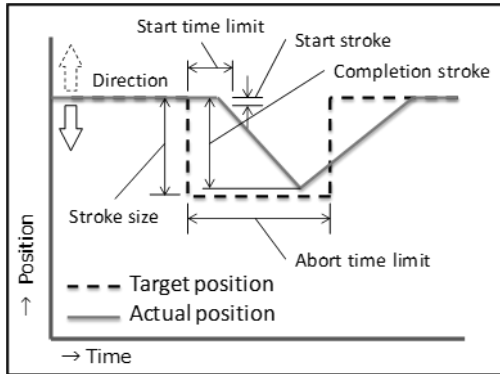 Start time limit
Start stroke
Completion stroke
Direction
Stroke size
Abort time limit
→ Position
Target position
Actual position
→ Time